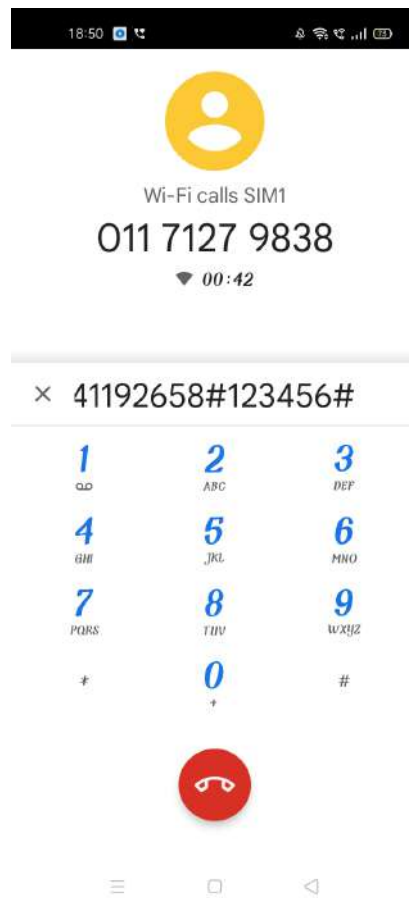 18:50
73
Wi-Fi calls SIM1
011 7127 9838
00:42
41192658#123456#
1 2 3
ABC DEF
4 5 6
GHI JKL MNO
7 8 9
PQRS TUV WXYZ
* 0 #
+